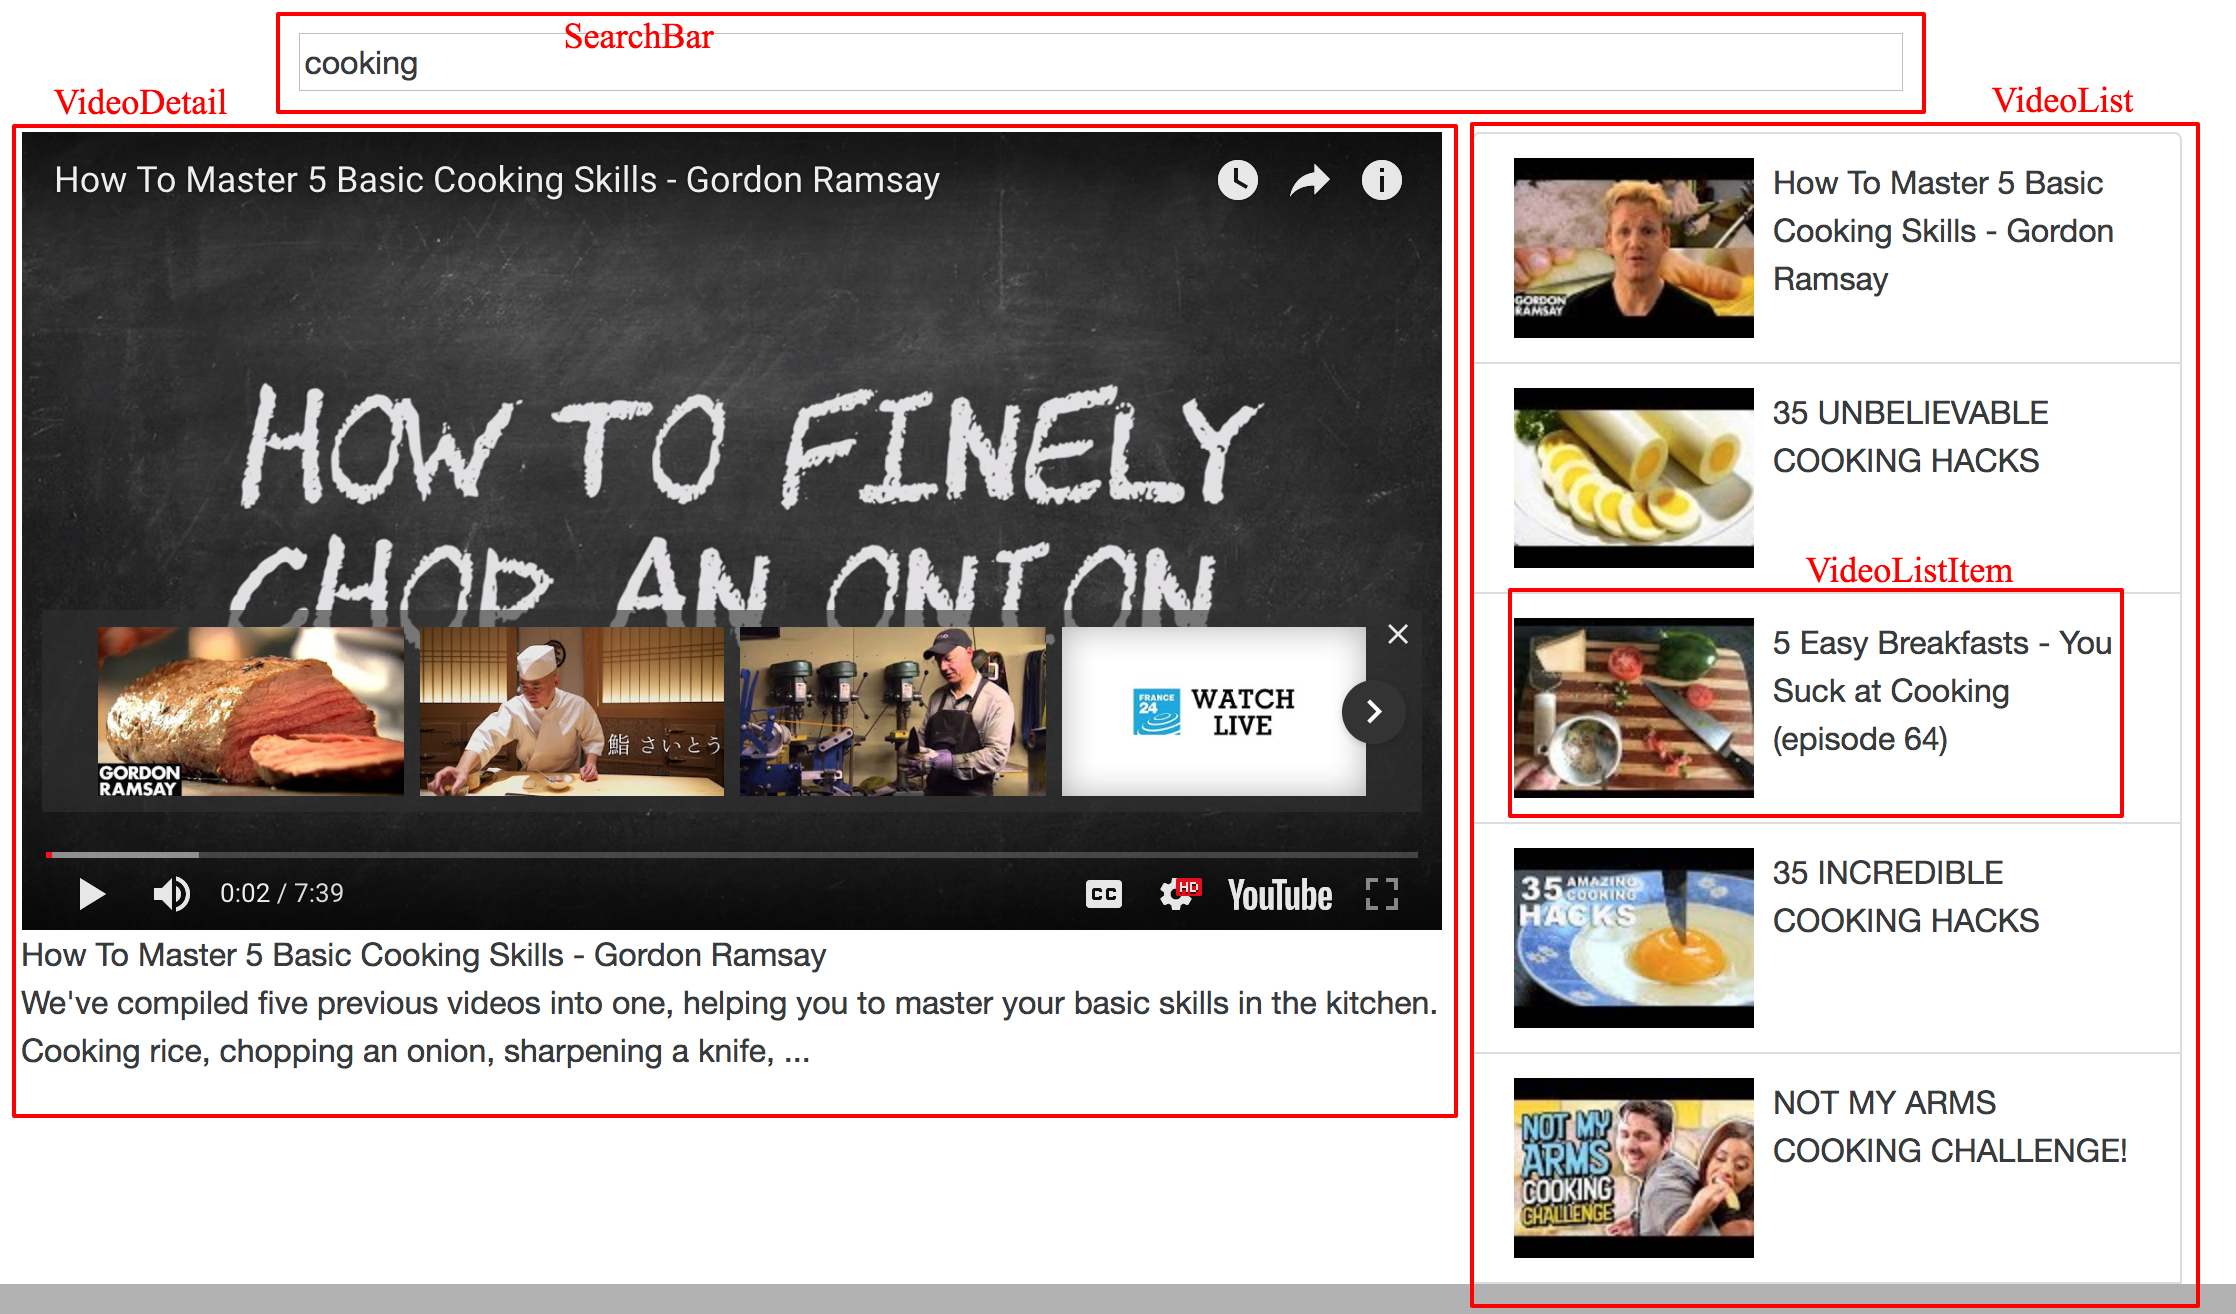 SearchBar
cooking
VideoDetail
VideoList
How To Master 5 Basic Cooking Skills - Gordon Ramsay
HOW TO FINELY
CHOP AN ONION
GORDON
RAMSAY
鮨 さいとう
FRANCE
24
WATCH
LIVE
0:02 / 7:39
CC
HD
YouTube
How To Master 5 Basic Cooking Skills - Gordon Ramsay
We've compiled five previous videos into one, helping you to master your basic skills in the kitchen.
Cooking rice, chopping an onion, sharpening a knife, ...
GORDON
RAMSAY
How To Master 5 Basic
Cooking Skills - Gordon
Ramsay
35 UNBELIEVABLE
COOKING HACKS
VideoListItem
5 Easy Breakfasts - You
Suck at Cooking
(episode 64)
35 AMAZING
COOKING
HACKS
35 INCREDIBLE
COOKING HACKS
NOT MY
ARMS
COOKING
CHALLENGE
NOT MY ARMS
COOKING CHALLENGE!